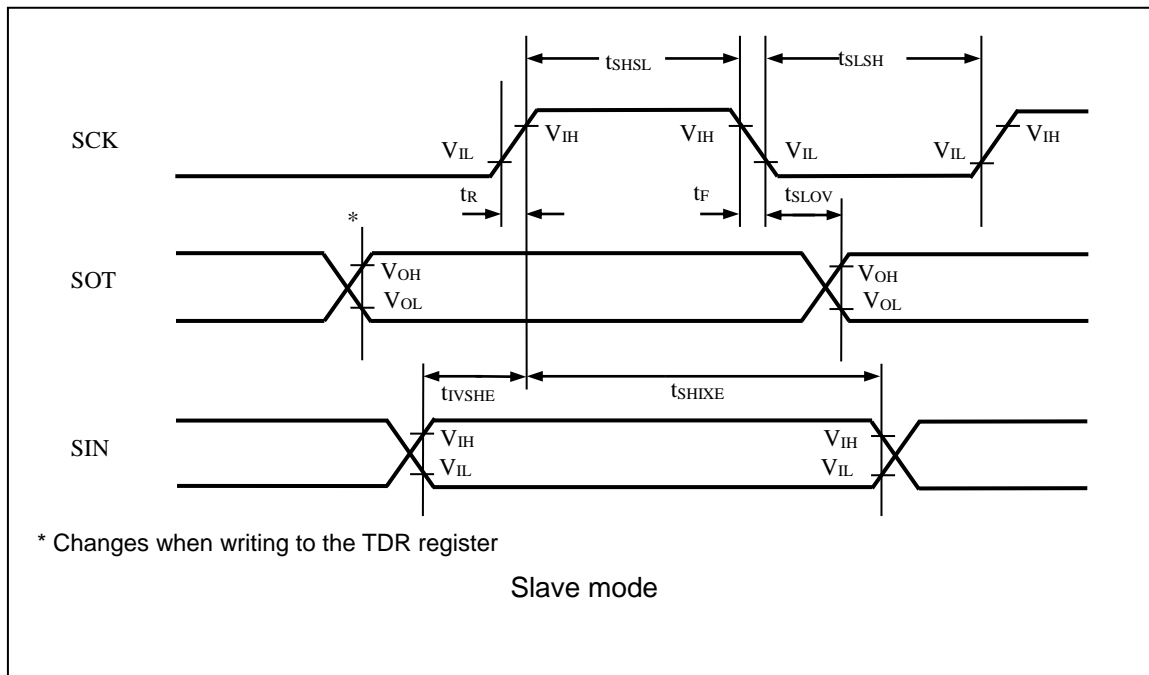 tSHSL
tSLSH
SCK
VIH
VIH
VIH
VIL
VIL
VIL
tR
tF
tSLOV
*
SOT
VOH
VOH
VOL
VOL
tIVSHE
tSHIXE
SIN
VIH
VIH
VIL
VIL
* Changes when writing to the TDR register
Slave mode